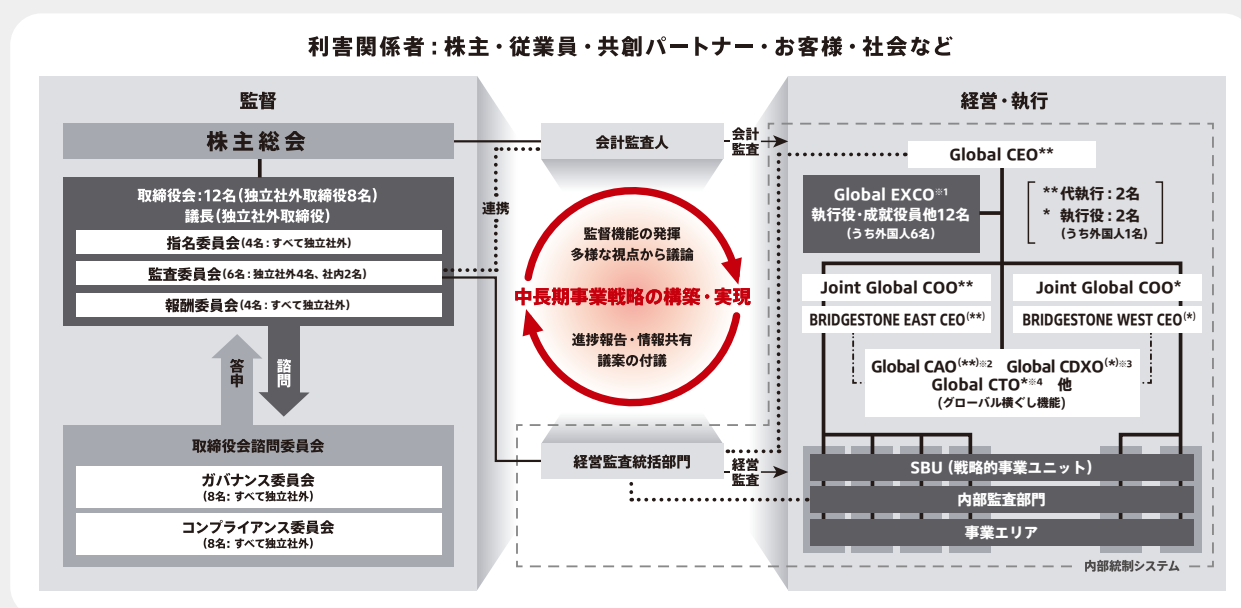 利害関係者：株主・従業員・共創パートナー・お客様・社会など
監督
株主総会
取締役会：12名（独立社外取締役8名）
議長（独立社外取締役）
指名委員会（4名：すべて独立社外）
監査委員会（6名：独立社外4名、社内2名）
報酬委員会（4名：すべて独立社外）
答申
諮問
取締役会諮問委員会
ガバナンス委員会
（8名：すべて独立社外）
コンプライアンス委員会
（8名：すべて独立社外）
会計監査人
会計
監査
連携
監督機能の発揮
多様な視点から議論
中長期事業戦略の構築・実現
進捗報告・情報共有
議案の付議
経営監査統括部門
経営
監査
経営・執行
Global CEO**
Global EXCO※1
執行役・成就役員他12名
（うち外国人6名）
**代執行：2名
* 執行役：2名
（うち外国人1名）
Joint Global COO**
BRIDGESTONE EAST CEO(**)
Joint Global COO*
BRIDGESTONE WEST CEO(*)
Global CAO(**)※2 Global CDXO(*)※3
Global CTO*※4 他
（グローバル横ぐし機能）
SBU（戦略的事業ユニット）
内部監査部門
事業エリア
内部統制システム